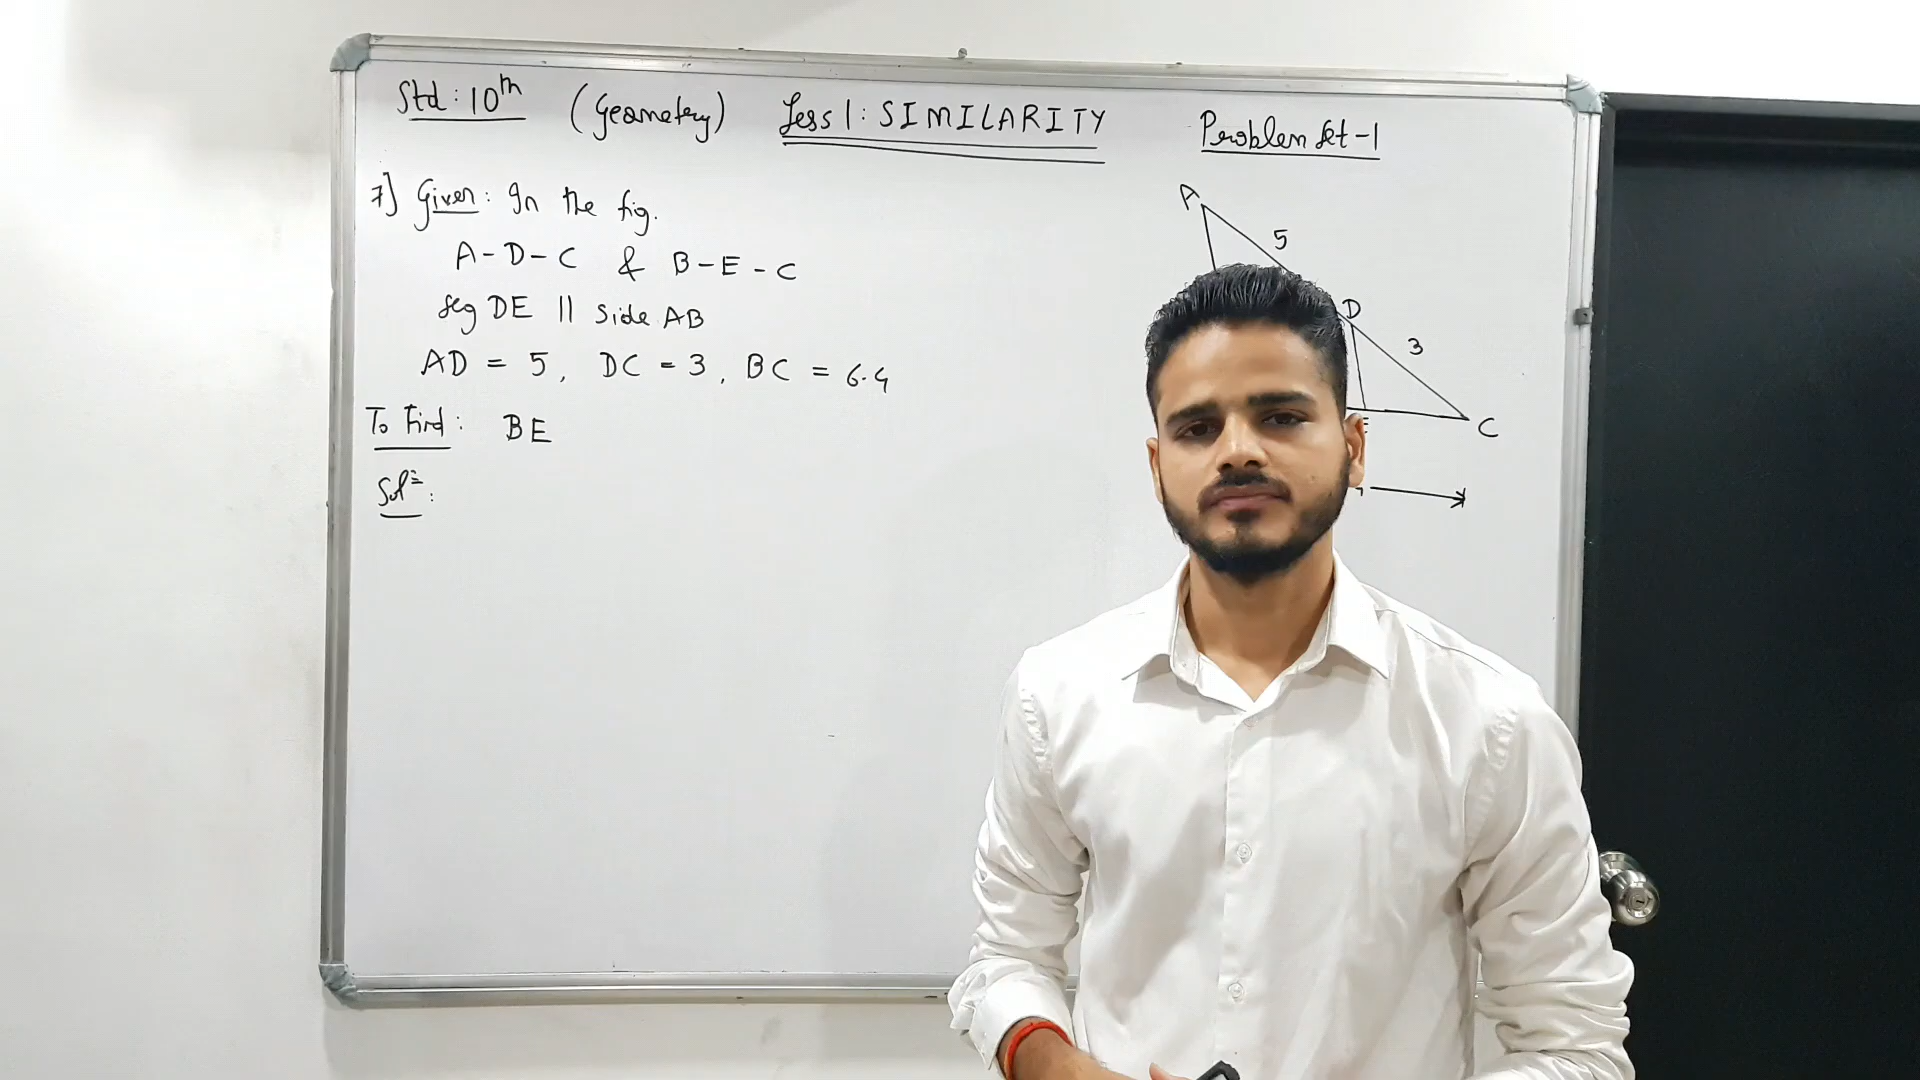 Std: 10th (Geometry) Less 1: SIMILARITY Problem Set-1
7] Given: In the fig.
A-D-C & B-E-C
seg DE || side AB
AD = 5, DC = 3, BC = 6.4
To Find: BE
Soln:
A
5
D
3
E
C